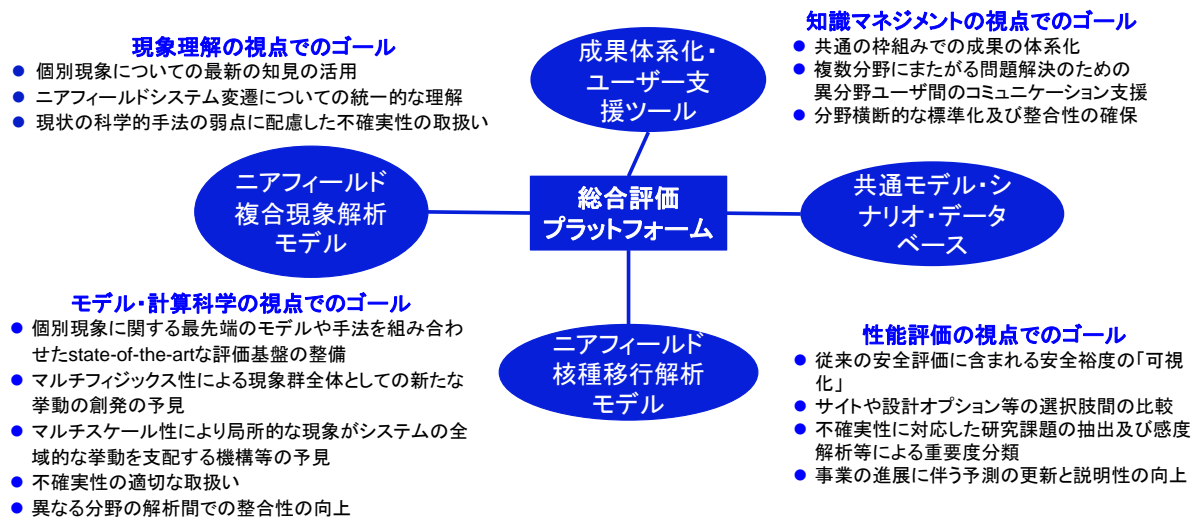 現象理解の視点でのゴール
● 個別現象についての最新の知見の活用
● ニアフィールドシステム変遷についての統一的な理解
● 現状の科学的手法の弱点に配慮した不確実性の取扱い
成果体系化・
ユーザー支
援ツール
知識マネジメントの視点でのゴール
● 共通の枠組みでの成果の体系化
● 複数分野にまたがる問題解決のための
異分野ユーザ間のコミュニケーション支援
● 分野横断的な標準化及び整合性の確保
ニアフィールド
複合現象解析
モデル
総合評価
プラットフォーム
共通モデル・シ
ナリオ・データ
ベース
モデル・計算科学の視点でのゴール
● 個別現象に関する最先端のモデルや手法を組み合わ
せたstate-of-the-artな評価基盤の整備
● マルチフィジックス性による現象群全体としての新たな
挙動の創発の予見
● マルチスケール性により局所的な現象がシステムの全
域的な挙動を支配する機構等の予見
● 不確実性の適切な取扱い
● 異なる分野の解析間での整合性の向上
ニアフィールド
核種移行解析
モデル
性能評価の視点でのゴール
● 従来の安全評価に含まれる安全裕度の「可視
化」
● サイトや設計オプション等の選択肢間の比較
● 不確実性に対応した研究課題の抽出及び感度
解析等による重要度分類
● 事業の進展に伴う予測の更新と説明性の向上